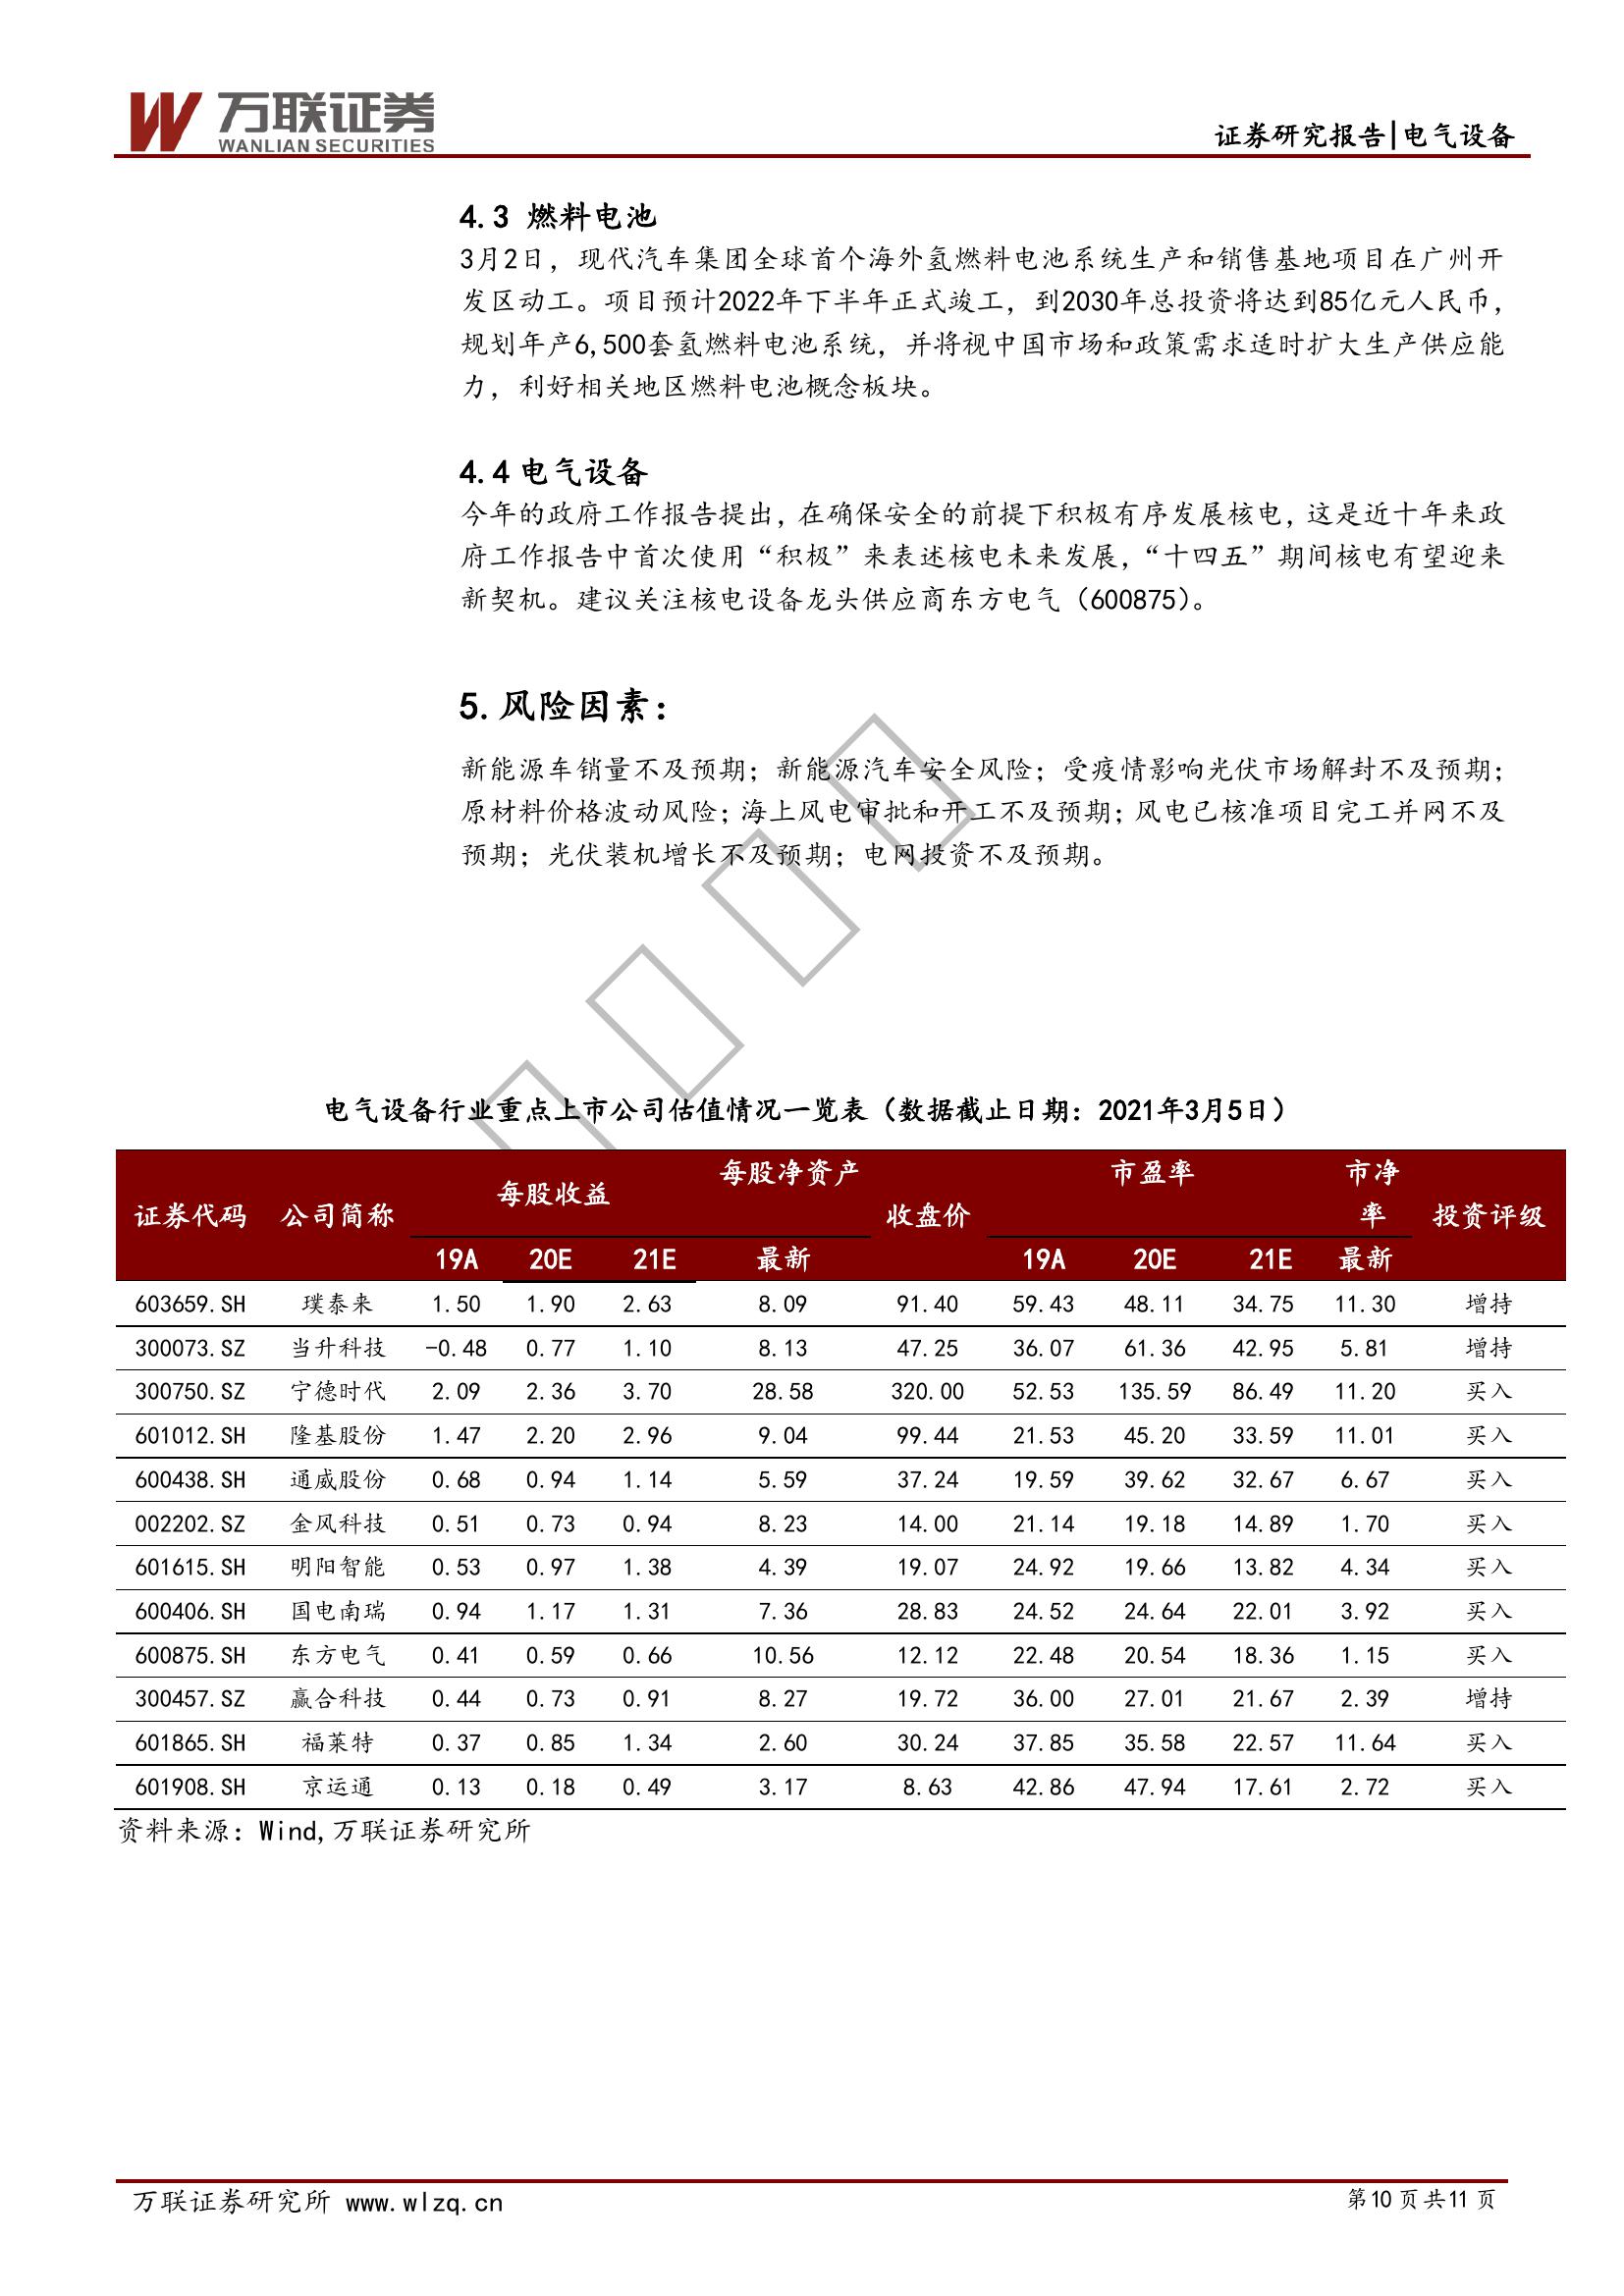 万联证券
WANLIAN SECURITIES
证券研究报告|电气设备
4.3 燃料电池
3月2日，现代汽车集团全球首个海外氢燃料电池系统生产和销售基地项目在广州开
发区动工。项目预计2022年下半年正式竣工，到2030年总投资将达到85亿元人民币，
规划年产6,500套氢燃料电池系统，并将视中国市场和政策需求适时扩大生产供应能
力，利好相关地区燃料电池概念板块。
4.4 电气设备
今年的政府工作报告提出，在确保安全的前提下积极有序发展核电，这是近十年来政
府工作报告中首次使用“积极”来表述核电未来发展，“十四五”期间核电有望迎来
新契机。建议关注核电设备龙头供应商东方电气（600875）。
5.风险因素：
新能源车销量不及预期；新能源汽车安全风险；受疫情影响光伏市场解封不及预期；
原材料价格波动风险；海上风电审批和开工不及预期；风电已核准项目完工并网不及
预期；光伏装机增长不及预期；电网投资不及预期。
电气设备行业重点上市公司估值情况一览表（数据截止日期：2021年3月5日）
证券代码 公司简称 每股收益 每股净资产 收盘价 市盈率 市净率 投资评级
19A 20E 21E 最新 19A 20E 21E 最新
603659.SH 璞泰来 1.50 1.90 2.63 8.09 91.40 59.43 48.11 34.75 11.30 增持
300073.SZ 当升科技 -0.48 0.77 1.10 8.13 47.25 36.07 61.36 42.95 5.81 增持
300750.SZ 宁德时代 2.09 2.36 3.70 28.58 320.00 52.53 135.59 86.49 11.20 买入
601012.SH 隆基股份 1.47 2.20 2.96 9.04 99.44 21.53 45.20 33.59 11.01 买入
600438.SH 通威股份 0.68 0.94 1.14 5.59 37.24 19.59 39.62 32.67 6.67 买入
002202.SZ 金风科技 0.51 0.73 0.94 8.23 14.00 21.14 19.18 14.89 1.70 买入
601615.SH 明阳智能 0.53 0.97 1.38 4.39 19.07 24.92 19.66 13.82 4.34 买入
600406.SH 国电南瑞 0.94 1.17 1.31 7.36 28.83 24.52 24.64 22.01 3.92 买入
600875.SH 东方电气 0.41 0.59 0.66 10.56 12.12 22.48 20.54 18.36 1.15 买入
300457.SZ 赢合科技 0.44 0.73 0.91 8.27 19.72 36.00 27.01 21.67 2.39 增持
601865.SH 福莱特 0.37 0.85 1.34 2.60 30.24 37.85 35.58 22.57 11.64 买入
601908.SH 京运通 0.13 0.18 0.49 3.17 8.63 42.86 47.94 17.61 2.72 买入
资料来源：Wind,万联证券研究所
万联证券研究所 www.wlzq.cn
第10页共11页